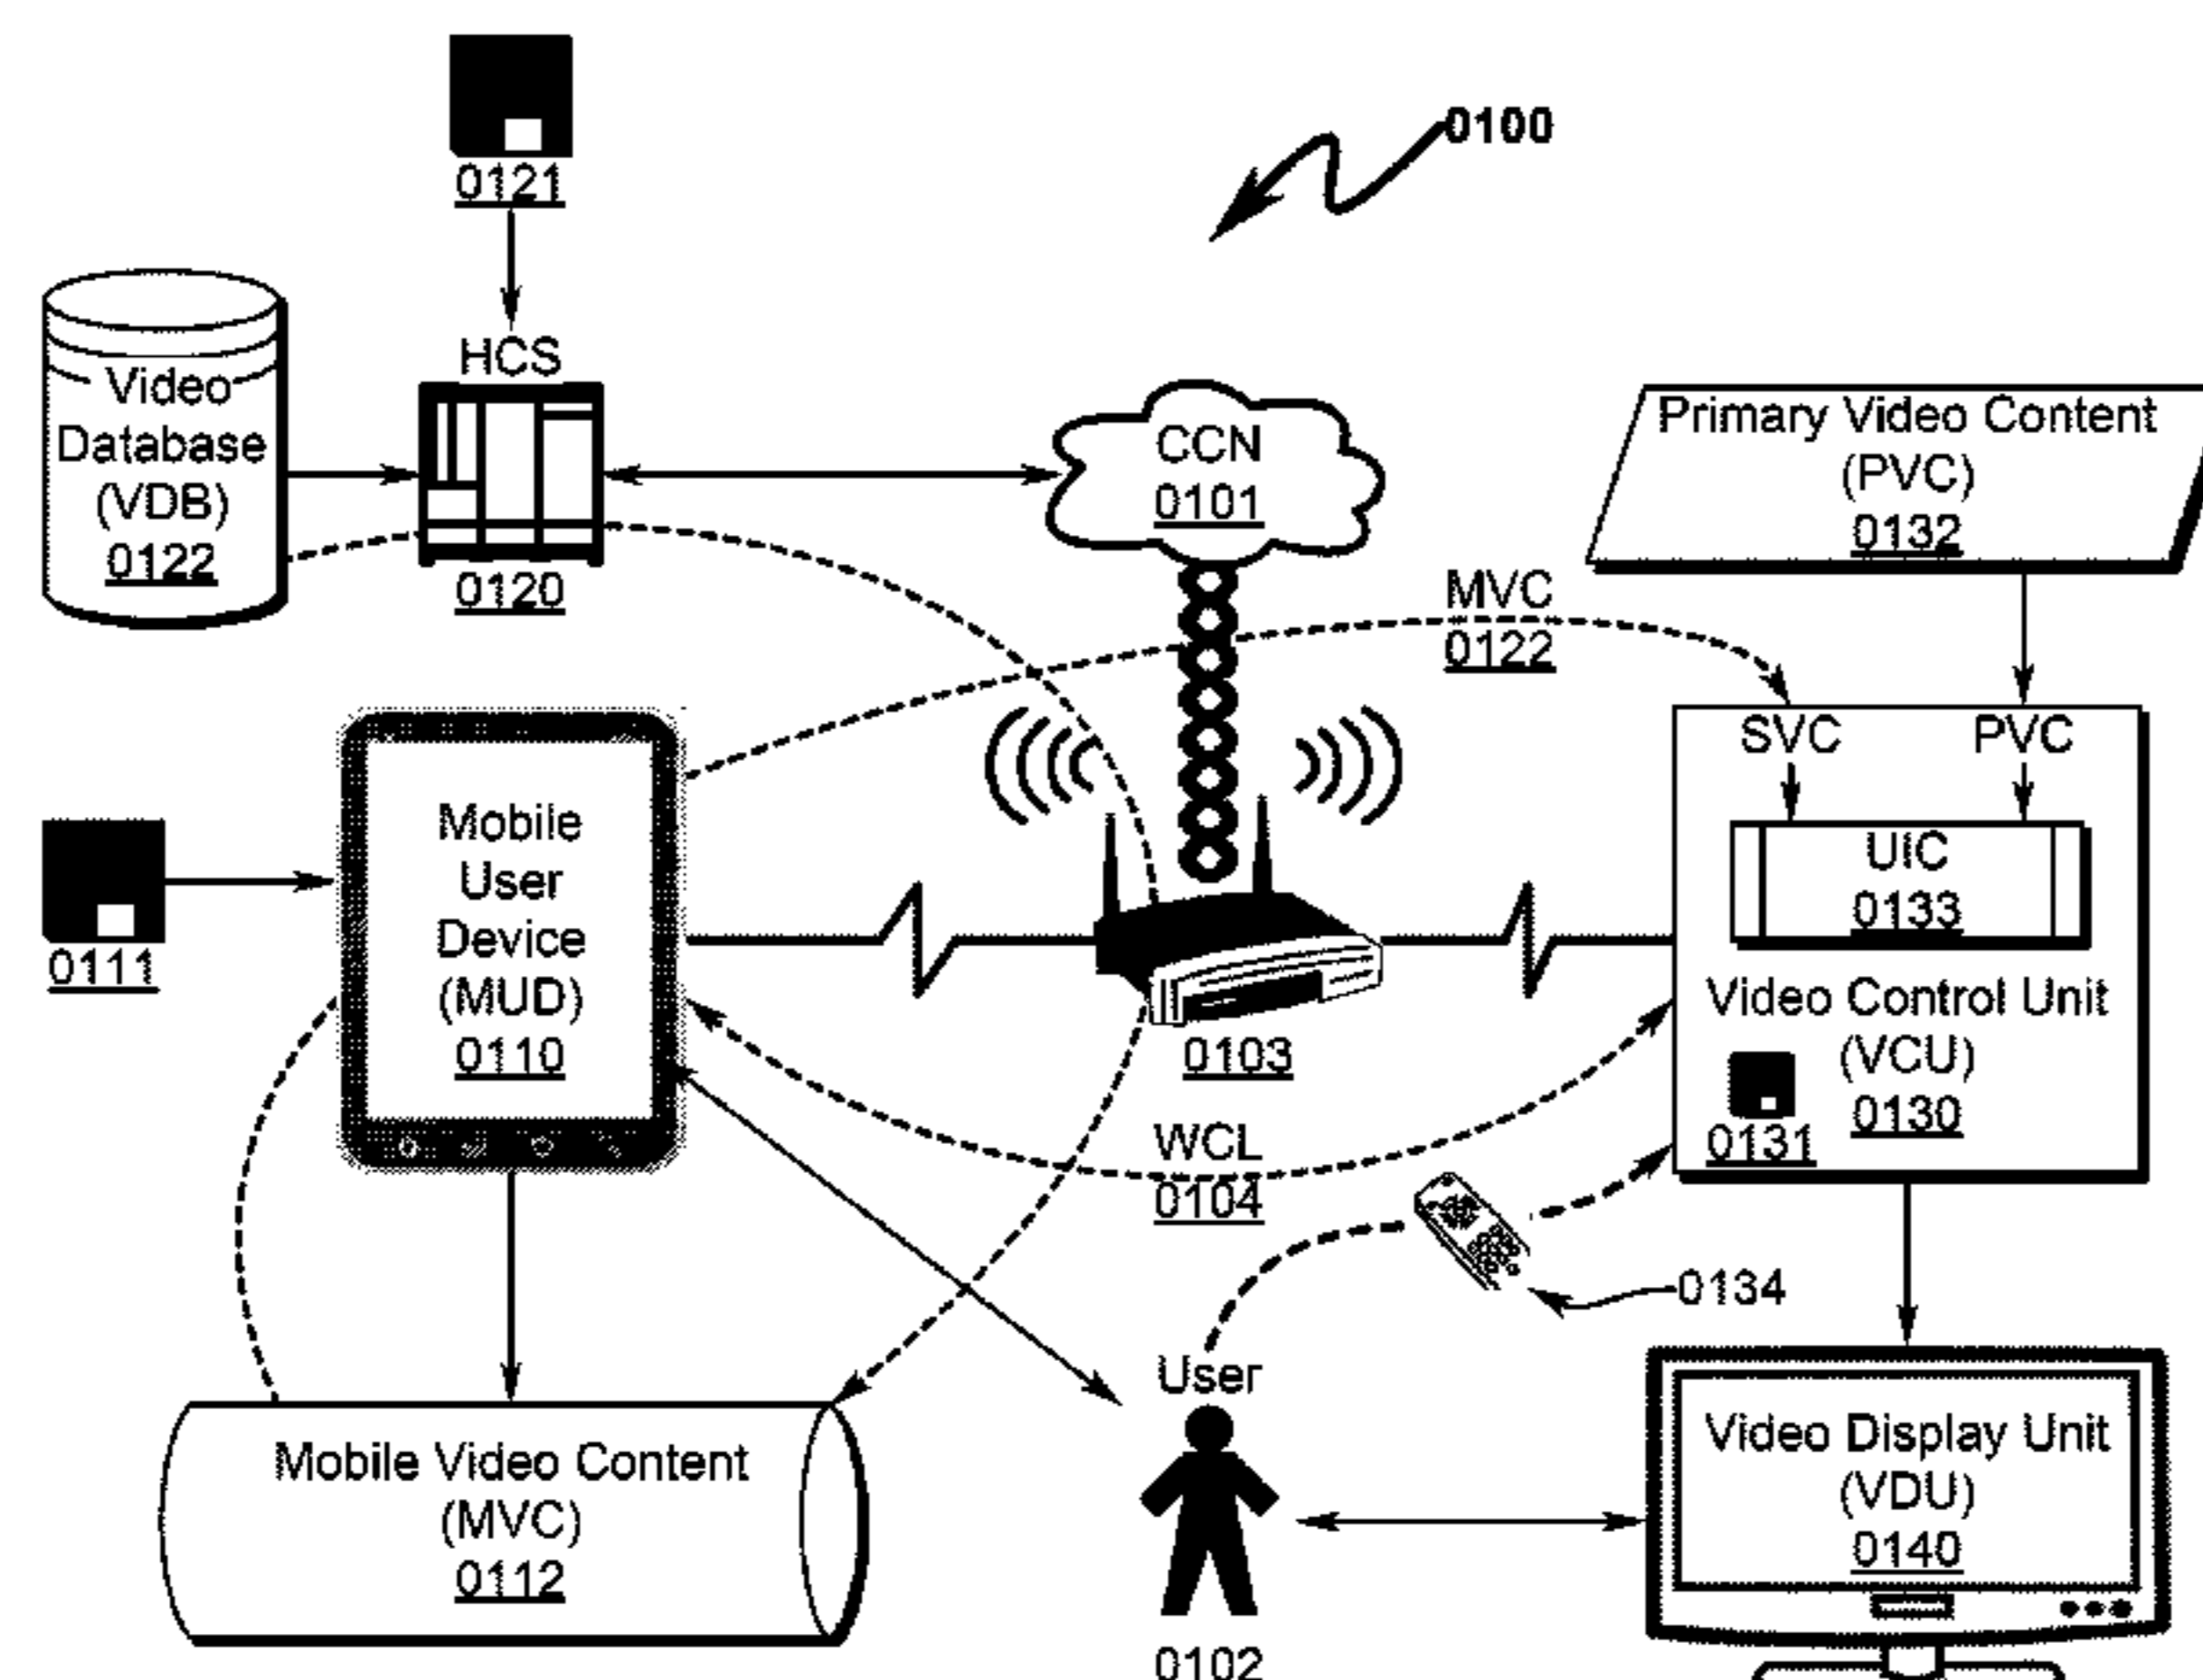 0100
0121
HCS
0120
Video
Database
(VDB)
0122
CCN
0101
Primary Video Content
(PVC)
0132
MVC
0122
SVC
PVC
UIC
0133
Video Control Unit
(VCU)
0130
0131
Mobile
User
Device
(MUD)
0110
0111
0103
WCL
0104
0134
User
0102
Mobile Video Content
(MVC)
0112
Video Display Unit
(VDU)
0140